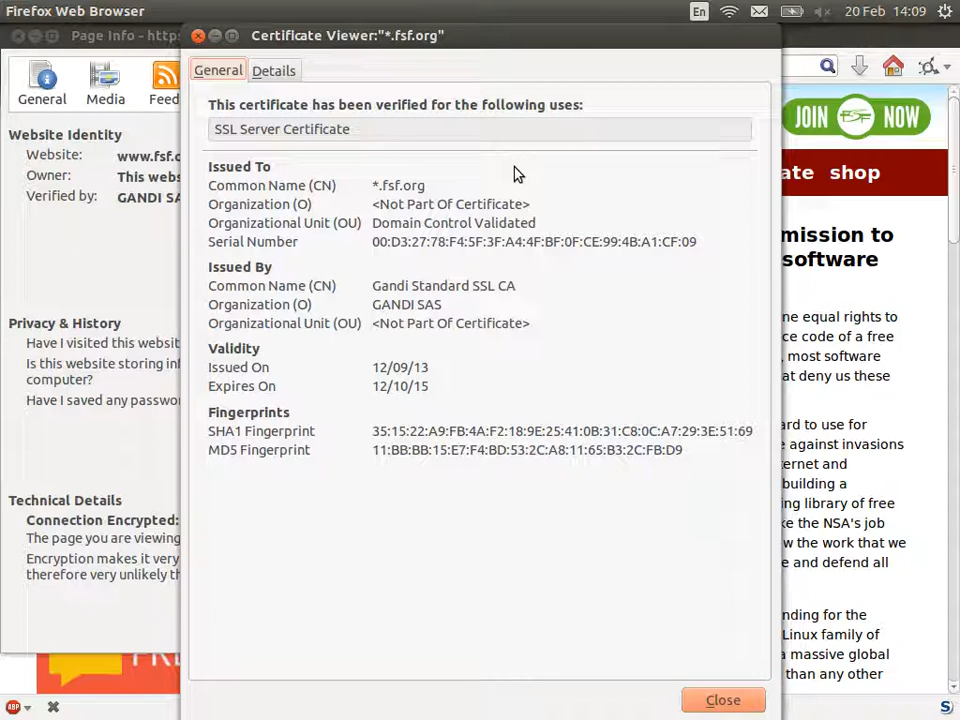 Firefox Web Browser
En
20 Feb 14:09
Page Info - https
Certificate Viewer:"*.fsf.org"
General
Media
Feed
General
Details
This certificate has been verified for the following uses:
SSL Server Certificate
Issued To
Common Name (CN) *.fsf.org
Organization (O) <Not Part Of Certificate>
Organizational Unit (OU) Domain Control Validated
Serial Number 00:D3:27:78:F4:5F:3F:A4:4F:BF:0F:CE:99:4B:A1:CF:09
Issued By
Common Name (CN) Gandi Standard SSL CA
Organization (O) GANDI SAS
Organizational Unit (OU) <Not Part Of Certificate>
Validity
Issued On 12/09/13
Expires On 12/10/15
Fingerprints
SHA1 Fingerprint 35:15:22:A9:FB:4A:F2:18:9E:25:41:0B:31:C8:0C:A7:29:3E:51:69
MD5 Fingerprint 11:BB:BB:15:E7:F4:BD:53:2C:A8:11:65:B3:2C:FB:D9
Close
Website Identity
Website: www.fsf.o
Owner: This webs
Verified by: GANDI SA
Privacy & History
Have I visited this websit
Is this website storing inf
computer?
Have I saved any passwor
Technical Details
Connection Encrypted:
The page you are viewing
Encryption makes it very
therefore very unlikely th
JOIN FSF NOW
ate shop
mission to
software
ne equal rights to
ce code of a free
, most software
at deny us these
ard to use for
against invasions
ternet and
building a
ng library of free
ke the NSA's job
w the work that we
e and defend all
nding for the
Linux family of
a massive global
than any other
FRE
ABP
S